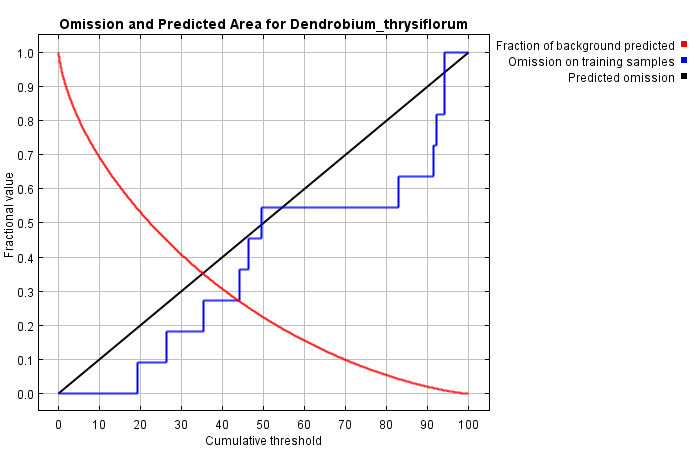 Omission and Predicted Area for Dendrobium_thrysiflorum
Fraction of background predicted
Omission on training samples
Predicted omission
Fractional value
1.0
0.9
0.8
0.7
0.6
0.5
0.4
0.3
0.2
0.1
0.0
0 10 20 30 40 50 60 70 80 90 100
Cumulative threshold